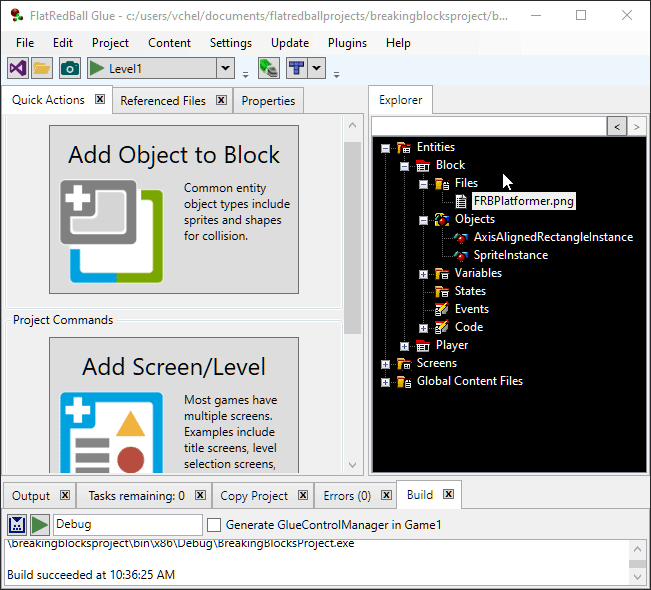 FlatRedBall Glue - c:/users/vchel/documents/flatredballprojects/breakingblocksproject/b...
File Edit Project Content Settings Update Plugins Help
Level1
Quick Actions Referenced Files Properties
Add Object to Block
Common entity
object types include
sprites and shapes
for collision.
Project Commands
Add Screen/Level
Most games have
multiple screens.
Examples include
title screens, level
selection screens,
Explorer
< >
Entities
Block
Files
FRBPlatformer.png
Objects
AxisAlignedRectangleInstance
SpriteInstance
Variables
States
Events
Code
Player
Screens
Global Content Files
Output Tasks remaining: 0 Copy Project Errors (0) Build
Debug Generate GlueControlManager in Game1
\breakingblocksproject\bin\x86\Debug\BreakingBlocksProject.exe
Build succeeded at 10:36:25 AM